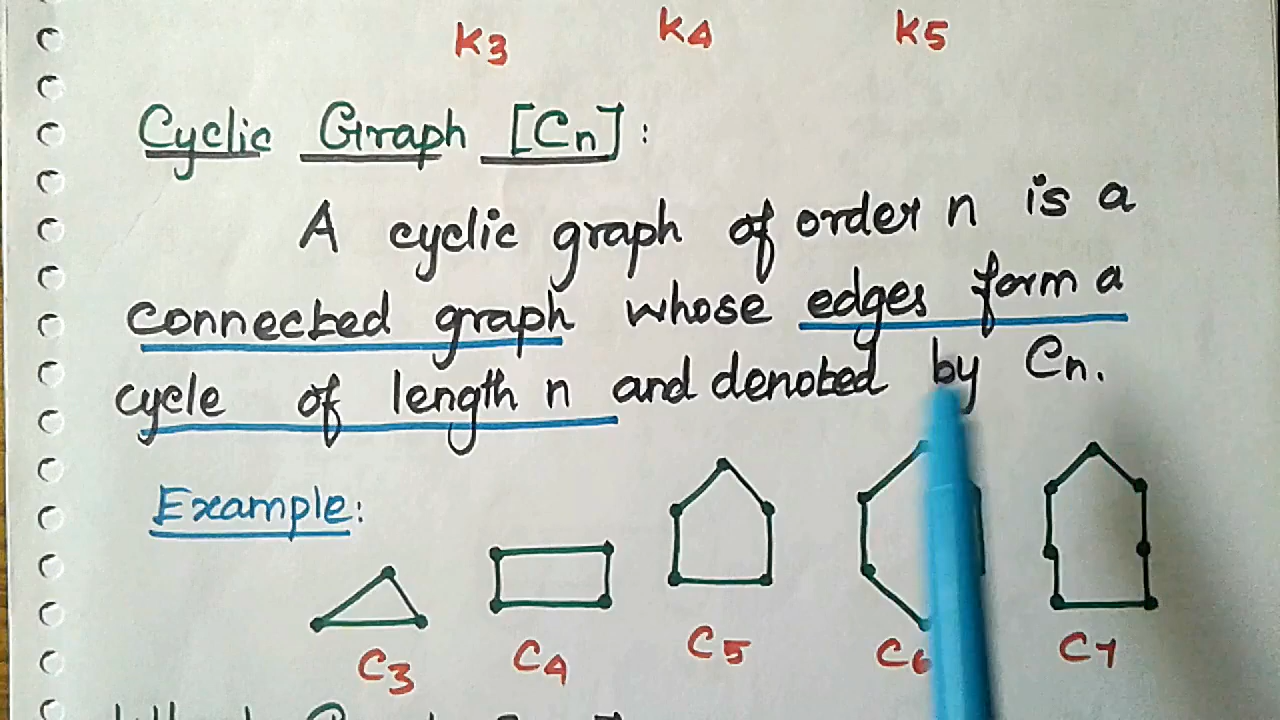 K3 K4 K5
Cyclic Graph [Cn]:
A cyclic graph of order n is a
connected graph whose edges form a
cycle of length n and denoted by Cn.
Example:
C3 C4 C5 C6 C7